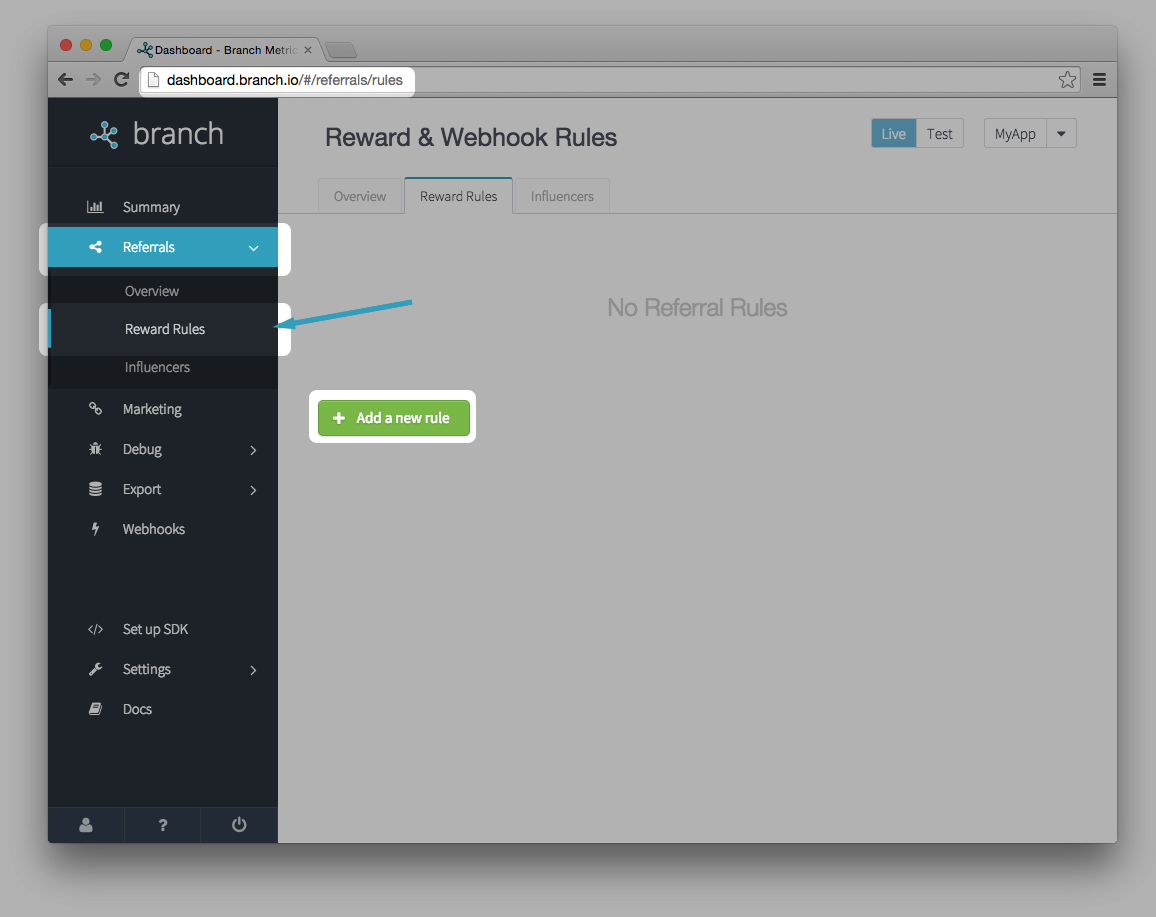 Dashboard - Branch Metric
dashboard.branch.io/#/referrals/rules
branch
Summary
Referrals
Overview
Reward Rules
Influencers
Marketing
Debug
Export
Webhooks
Set up SDK
Settings
Docs
?
Reward & Webhook Rules
Live Test MyApp
Overview Reward Rules Influencers
No Referral Rules
+ Add a new rule